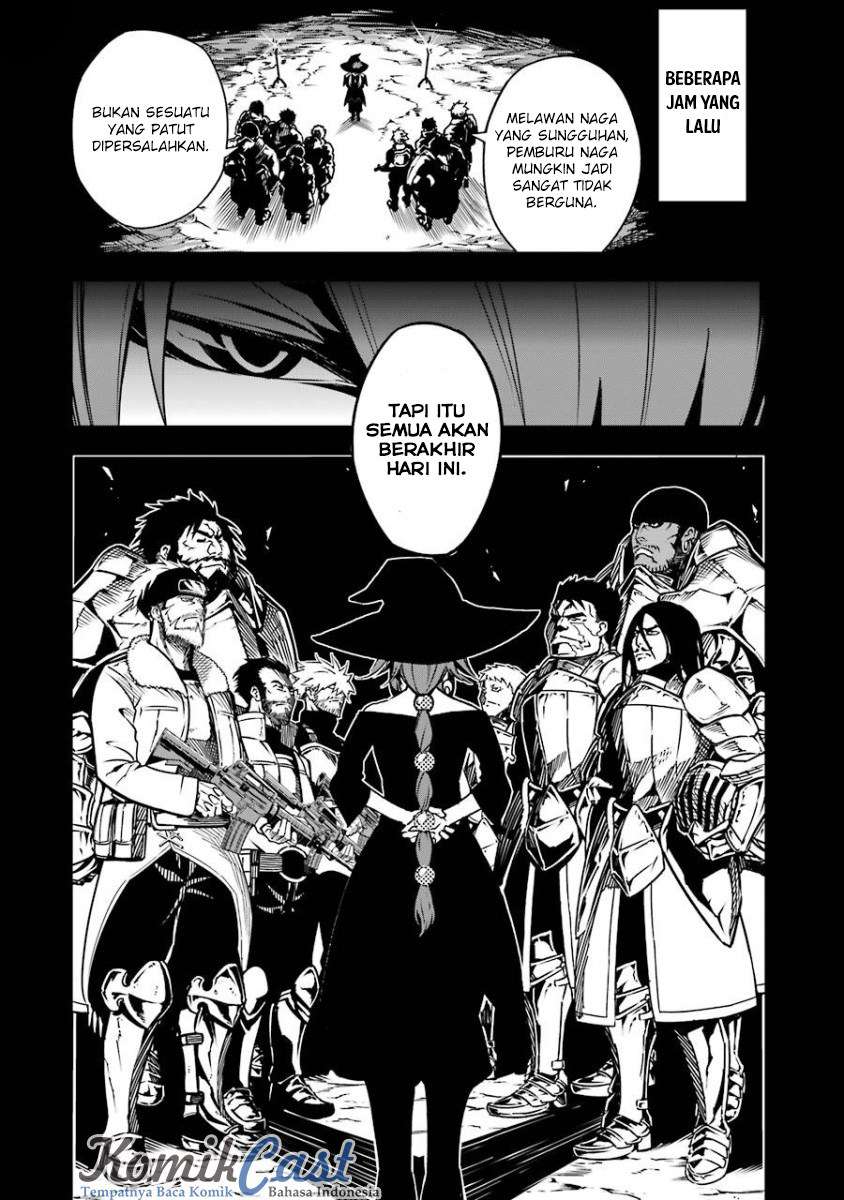 BEBERAPA
JAM YANG
LALU
MELAWAN NAGA
YANG SUNGGUHAN,
PEMBURU NAGA
MUNGKIN JADI
SANGAT TIDAK
BERGUNA.
BUKAN SESUATU
YANG PATUT
DIPERSALAHKAN.
TAPI ITU
SEMUA AKAN
BERAKHIR
HARI INI.
KomikCast
Tempatnya Baca Komik Bahasa Indonesia